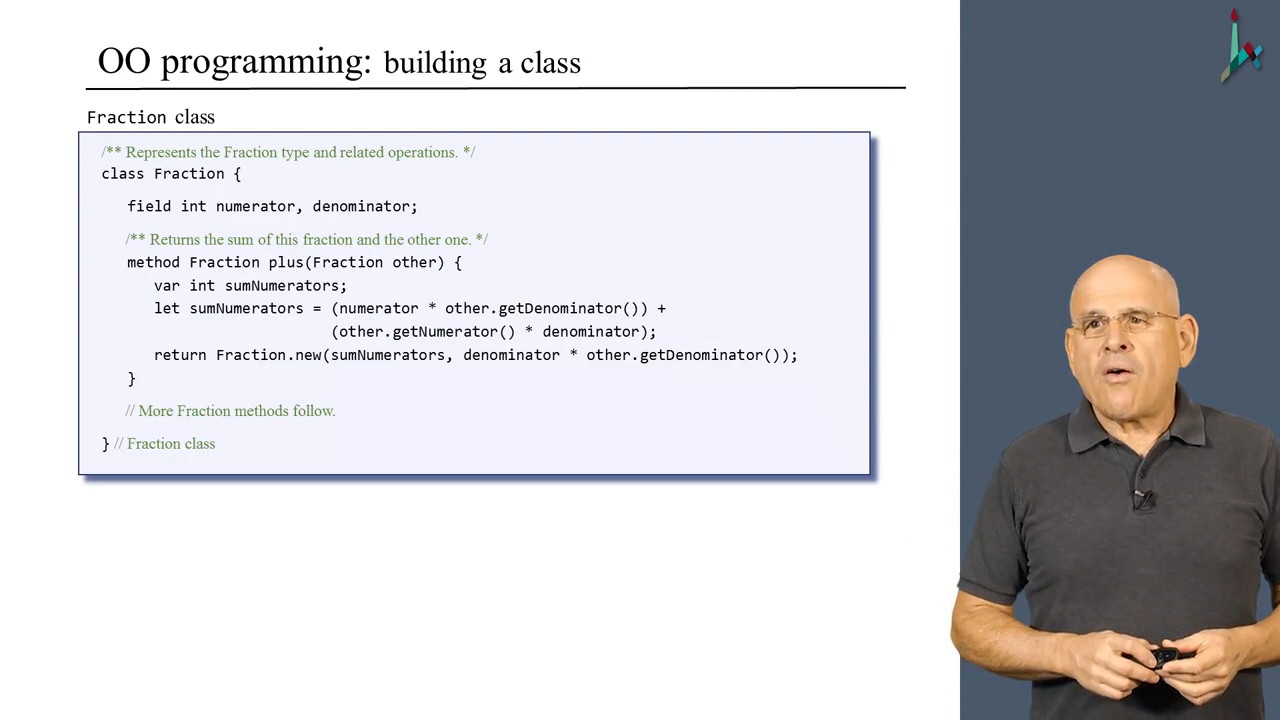 OO programming: building a class
Fraction class
/** Represents the Fraction type and related operations. */
class Fraction {
field int numerator, denominator;
/** Returns the sum of this fraction and the other one. */
method Fraction plus(Fraction other) {
var int sumNumerators;
let sumNumerators = (numerator * other.getDenominator()) +
(other.getNumerator() * denominator);
return Fraction.new(sumNumerators, denominator * other.getDenominator());
}
// More Fraction methods follow.
} // Fraction class